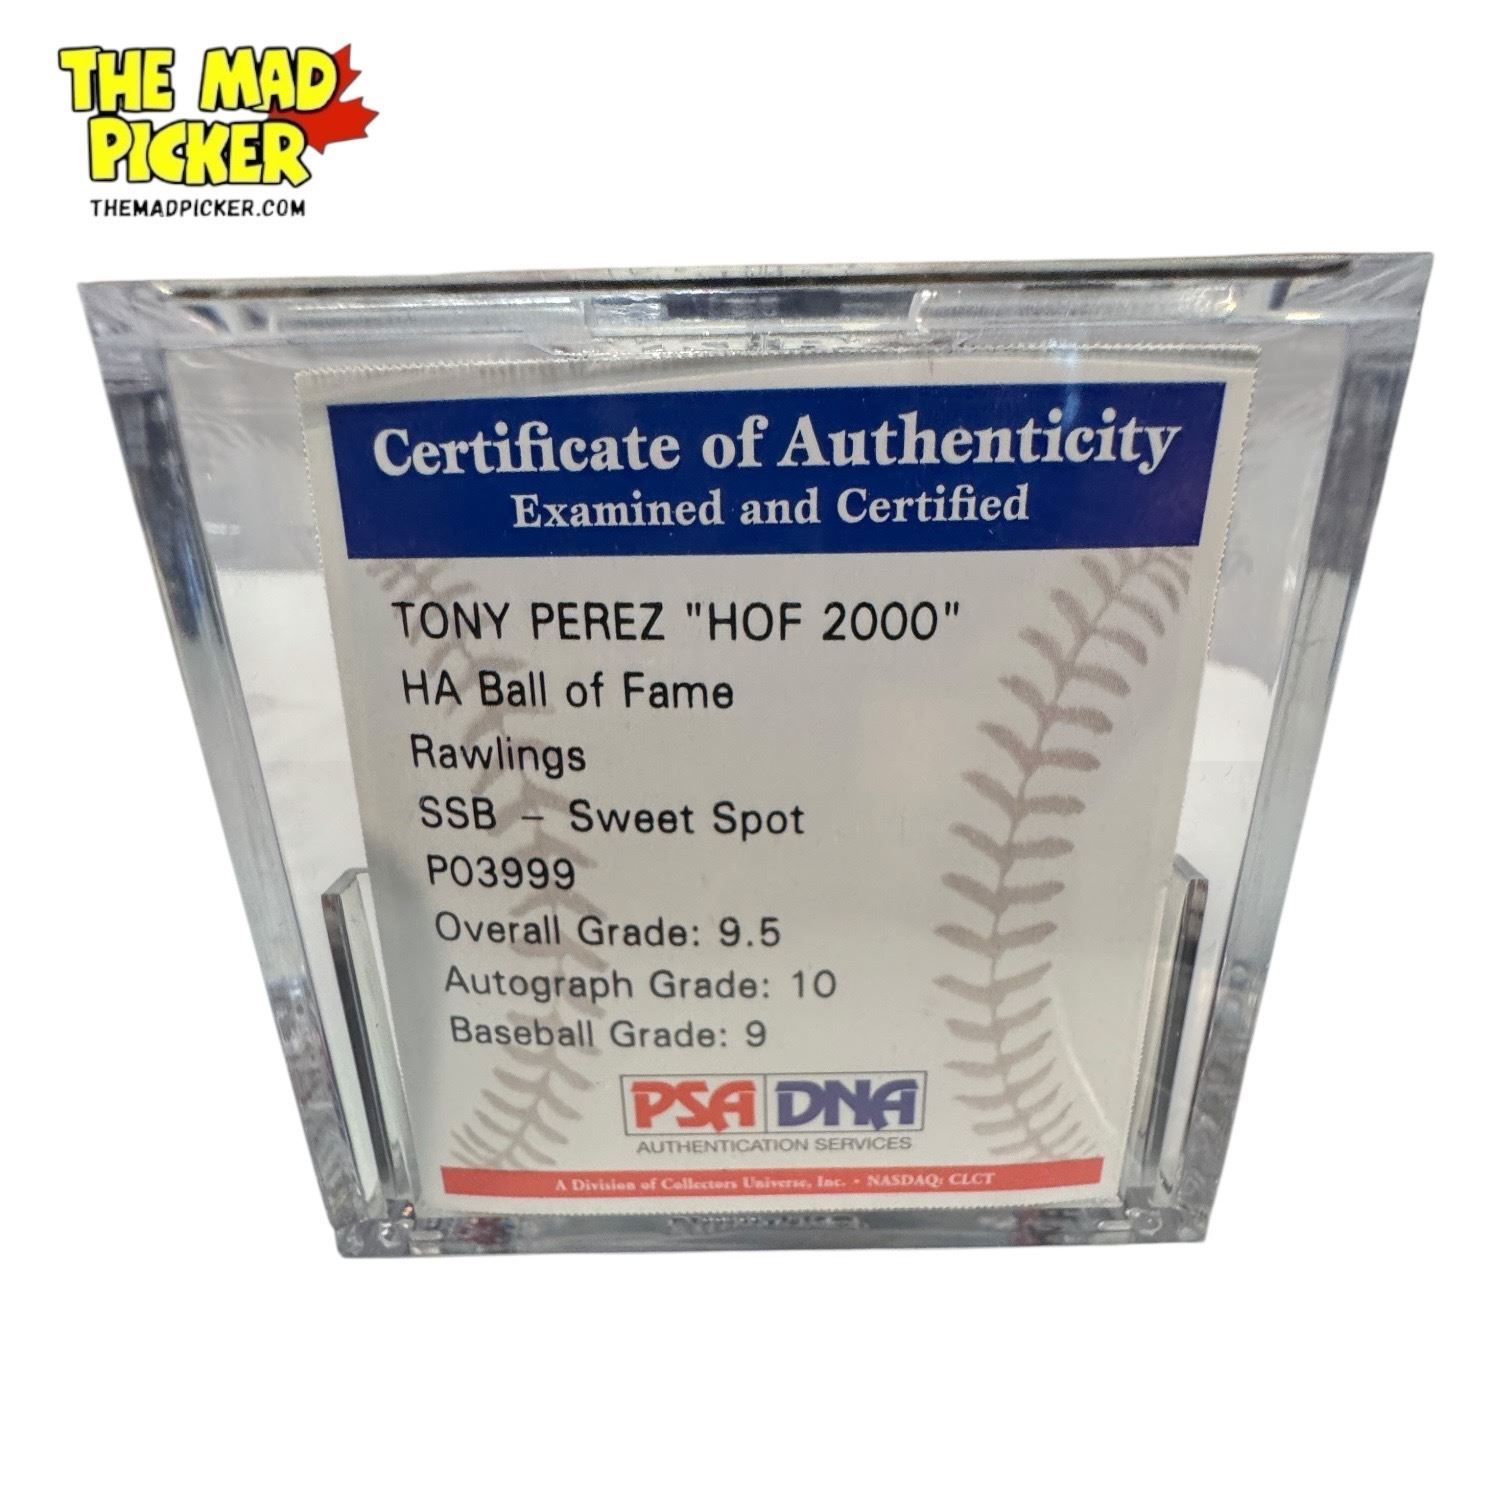 THE MAD
PICKER
THEMADPICKER.COM
Certificate of Authenticity
Examined and Certified
TONY PEREZ "HOF 2000"
HA Ball of Fame
Rawlings
SSB – Sweet Spot
P03999
Overall Grade: 9.5
Autograph Grade: 10
Baseball Grade: 9
PSA DNA
AUTHENTICATION SERVICES
A Division of Collectors Universe, Inc. • NASDAQ: CLCT